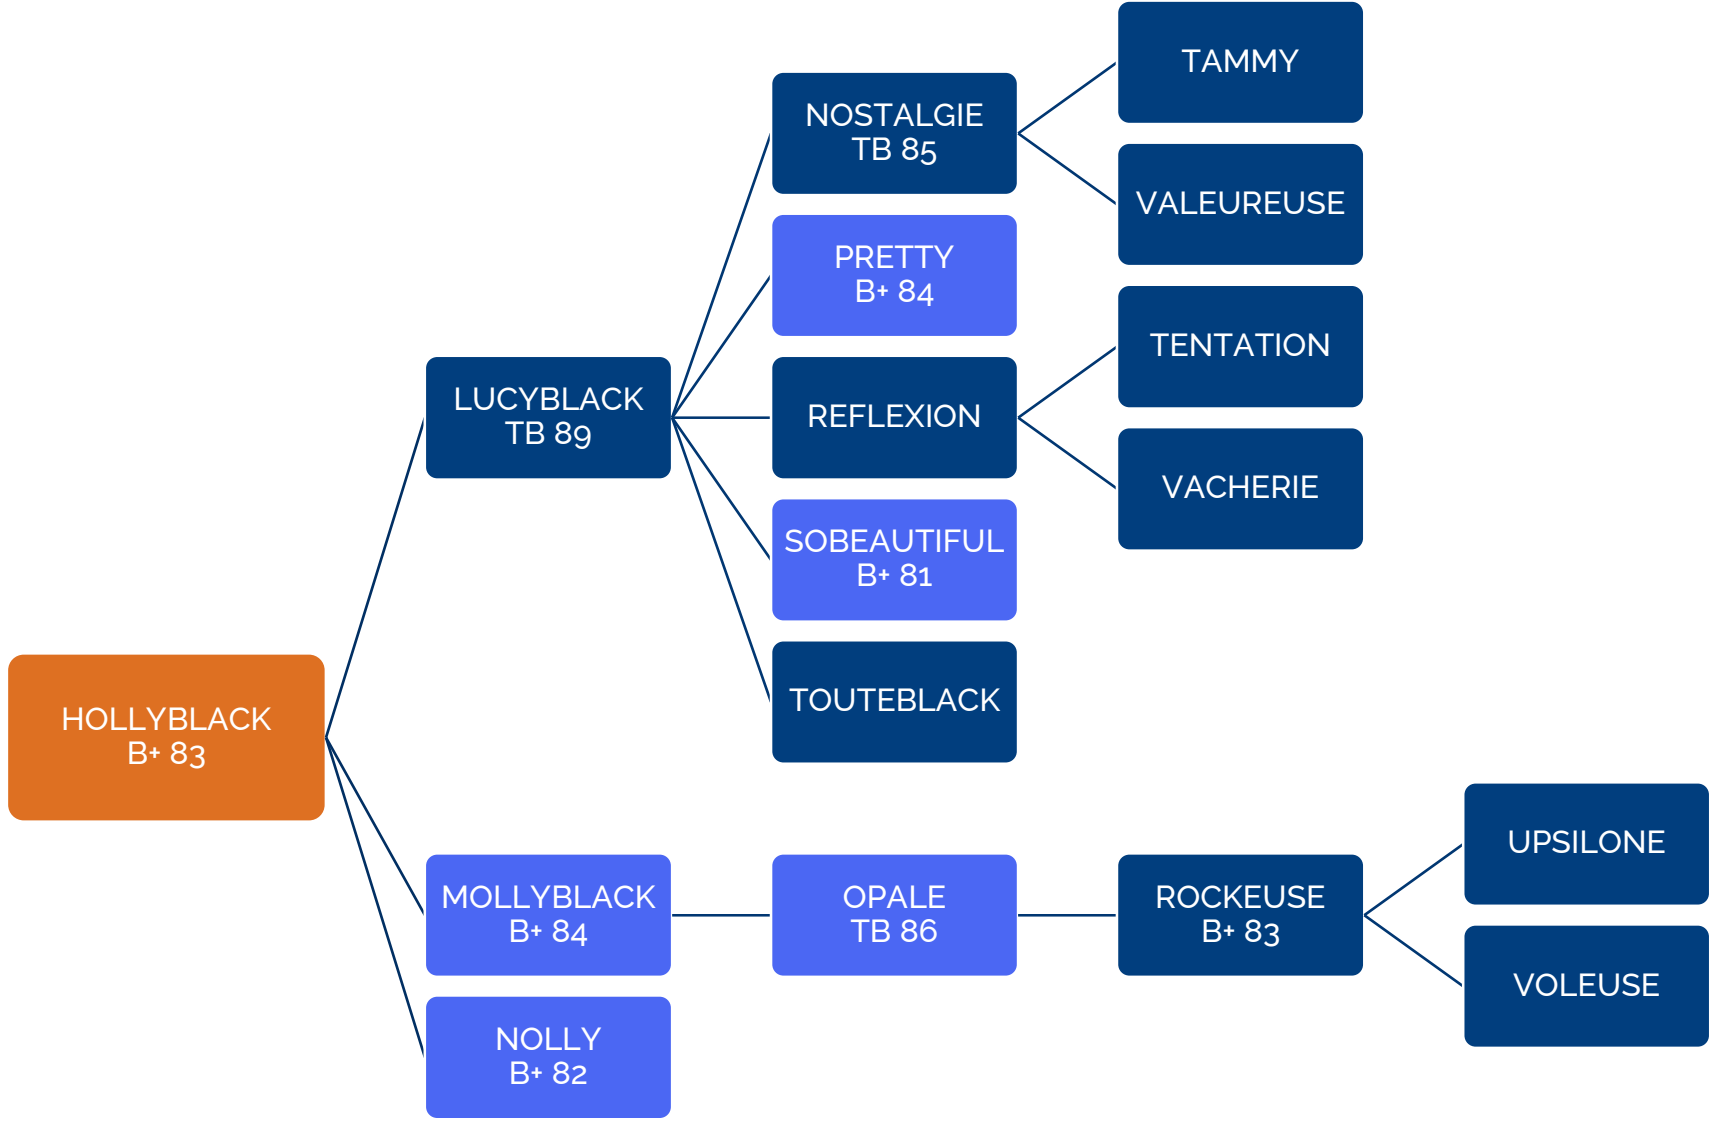 HOLLYBLACK
B+ 83
LUCYBLACK
TB 89
NOSTALGIE
TB 85
TAMMY
VALEUREUSE
PRETTY
B+ 84
REFLEXION
TENTATION
VACHERIE
SOBEAUTIFUL
B+ 81
TOUTEBLACK
MOLLYBLACK
B+ 84
OPALE
TB 86
ROCKEUSE
B+ 83
UPSILONE
VOLEUSE
NOLLY
B+ 82